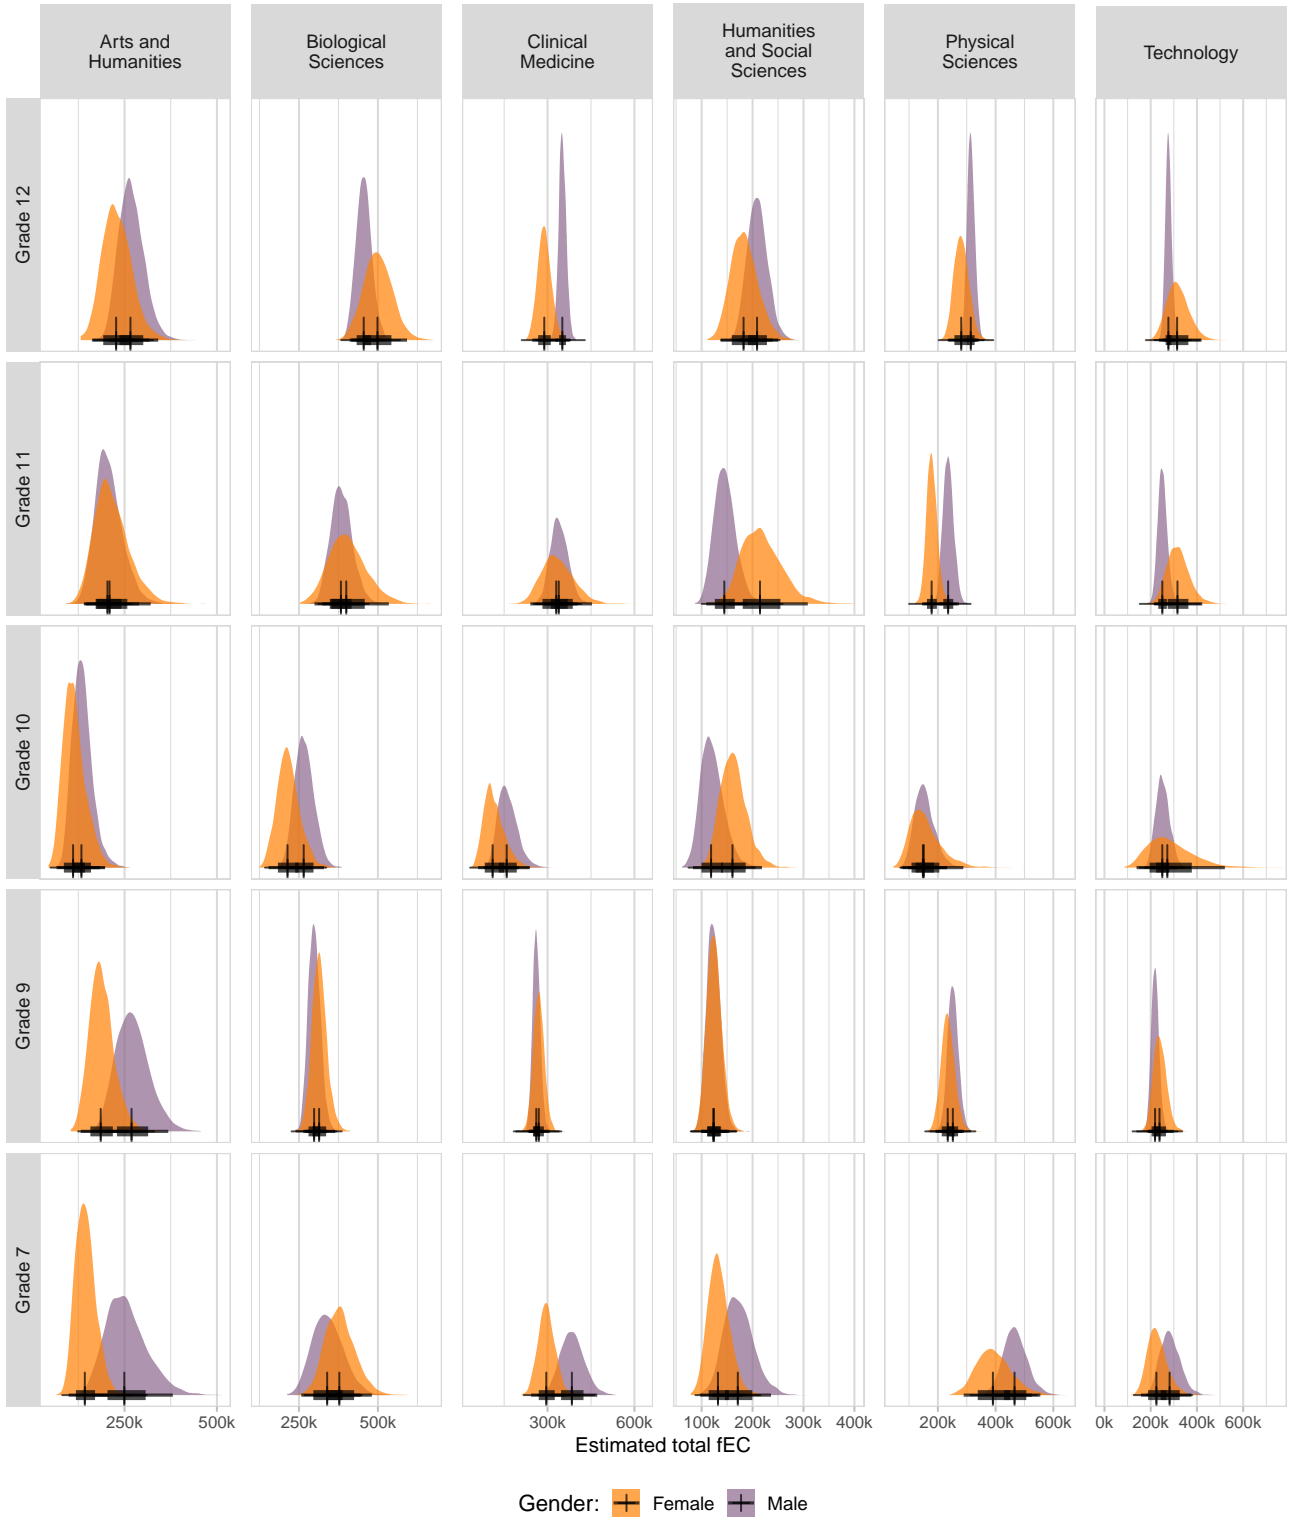 Arts and
Humanities
Biological
Sciences
Clinical
Medicine
Humanities
and Social
Sciences
Physical
Sciences
Technology
Grade 12
Grade 11
Grade 10
Grade 9
Grade 7
250k 500k 250k 500k 300k 600k 100k 200k 300k 400k 200k 400k 600k 0k 200k 400k 600k
Estimated total fEC
Gender: Female Male